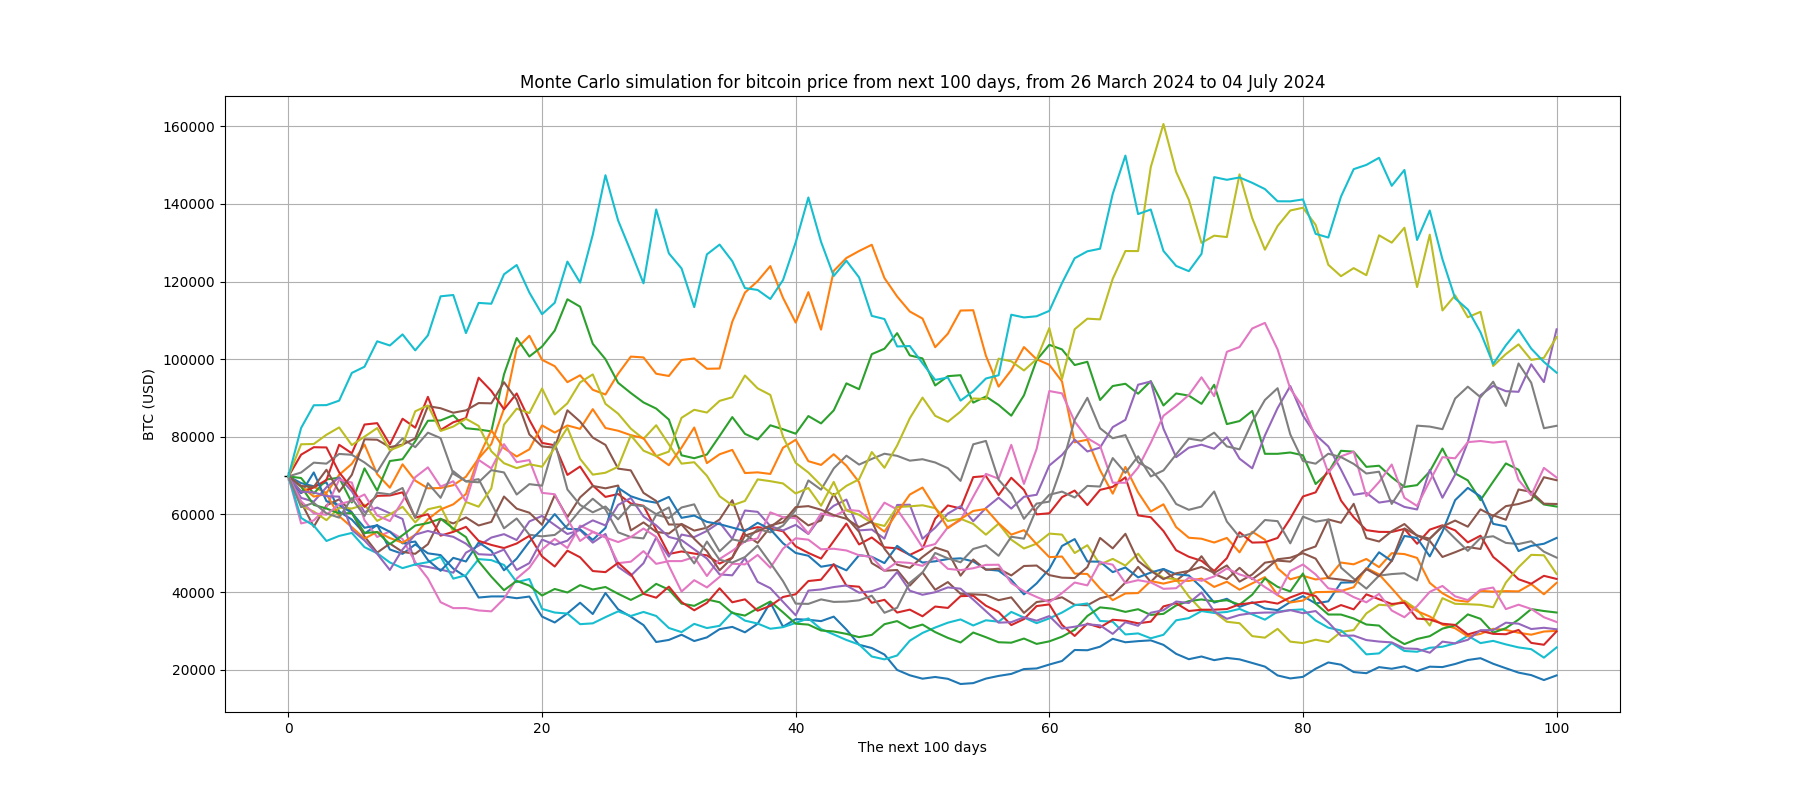 Monte Carlo simulation for bitcoin price from next 100 days, from 26 March 2024 to 04 July 2024
BTC (USD)
160000
140000
120000
100000
80000
60000
40000
20000
0 20 40 60 80 100
The next 100 days